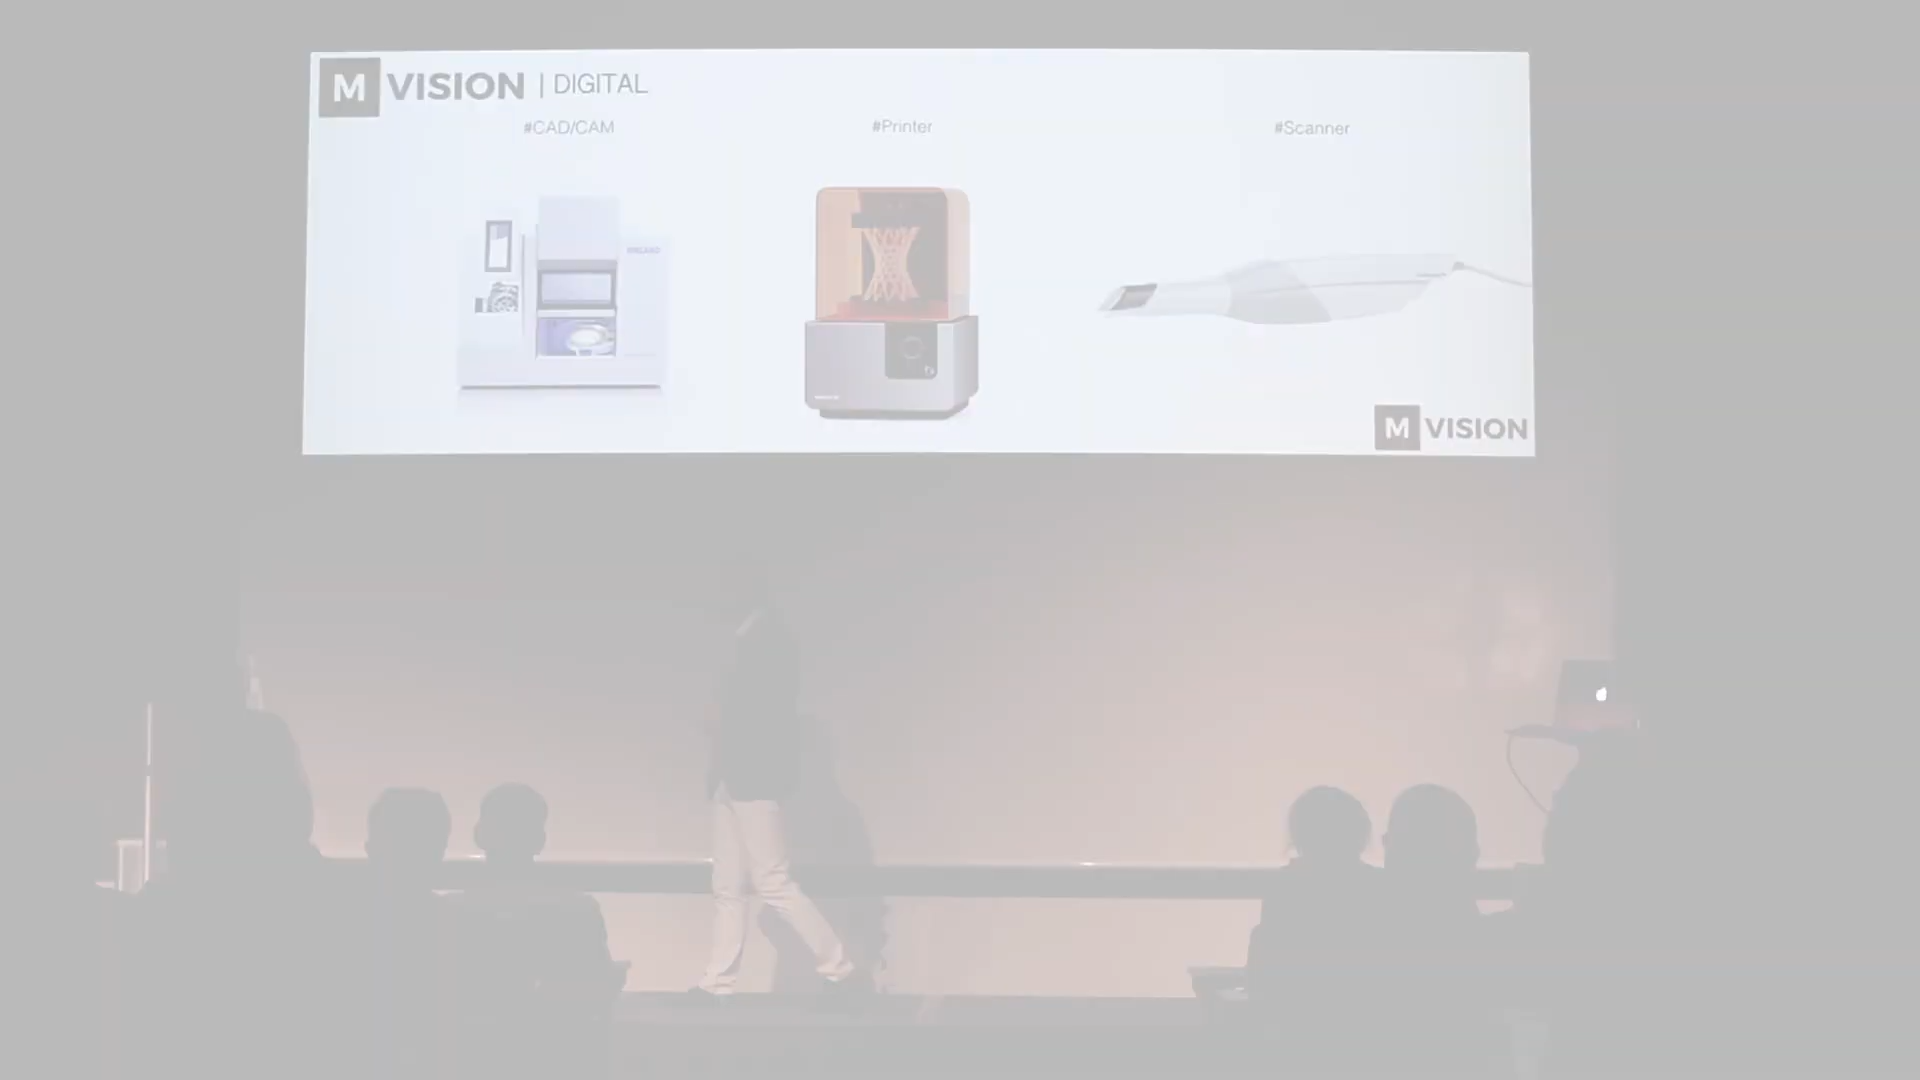 M VISION | DIGITAL
#CAD/CAM
#Printer
#Scanner
M VISION